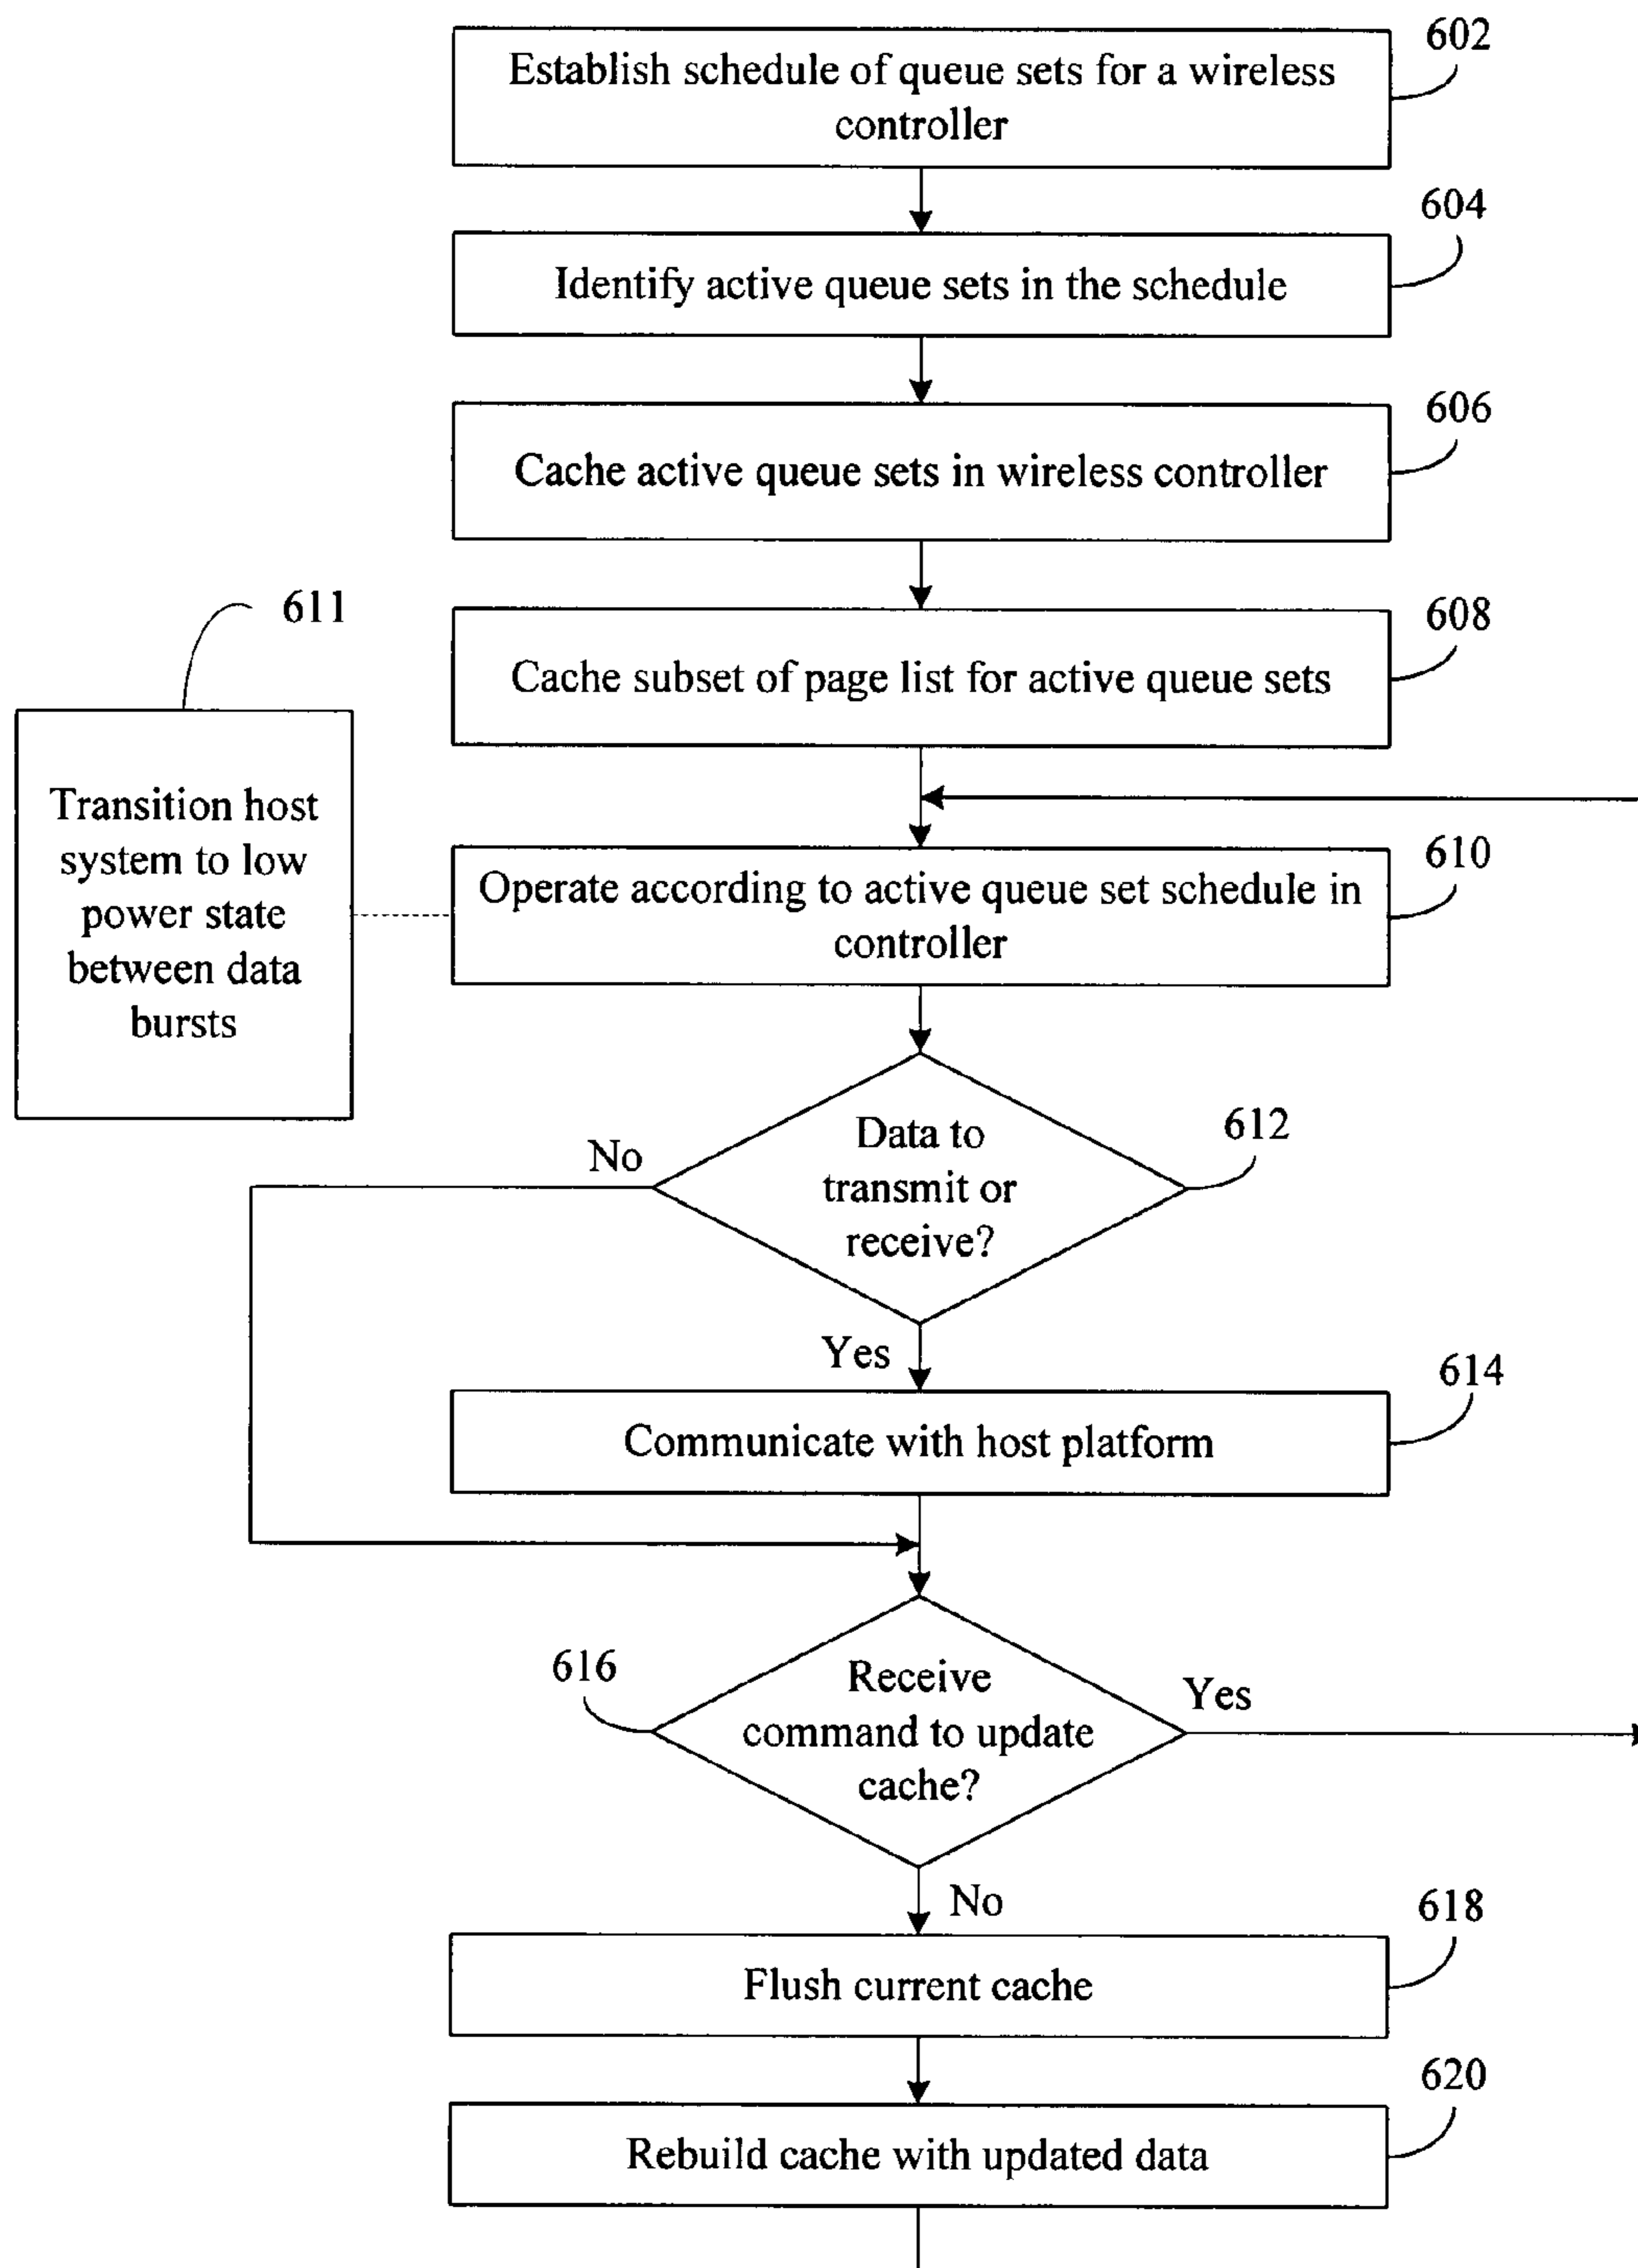 602
Establish schedule of queue sets for a wireless
controller
604
Identify active queue sets in the schedule
606
Cache active queue sets in wireless controller
608
Cache subset of page list for active queue sets
611
Transition host
system to low
power state
between data
bursts
610
Operate according to active queue set schedule in
controller
612
Data to
transmit or
receive?
No
Yes
614
Communicate with host platform
616
Receive
command to update
cache?
Yes
No
618
Flush current cache
620
Rebuild cache with updated data